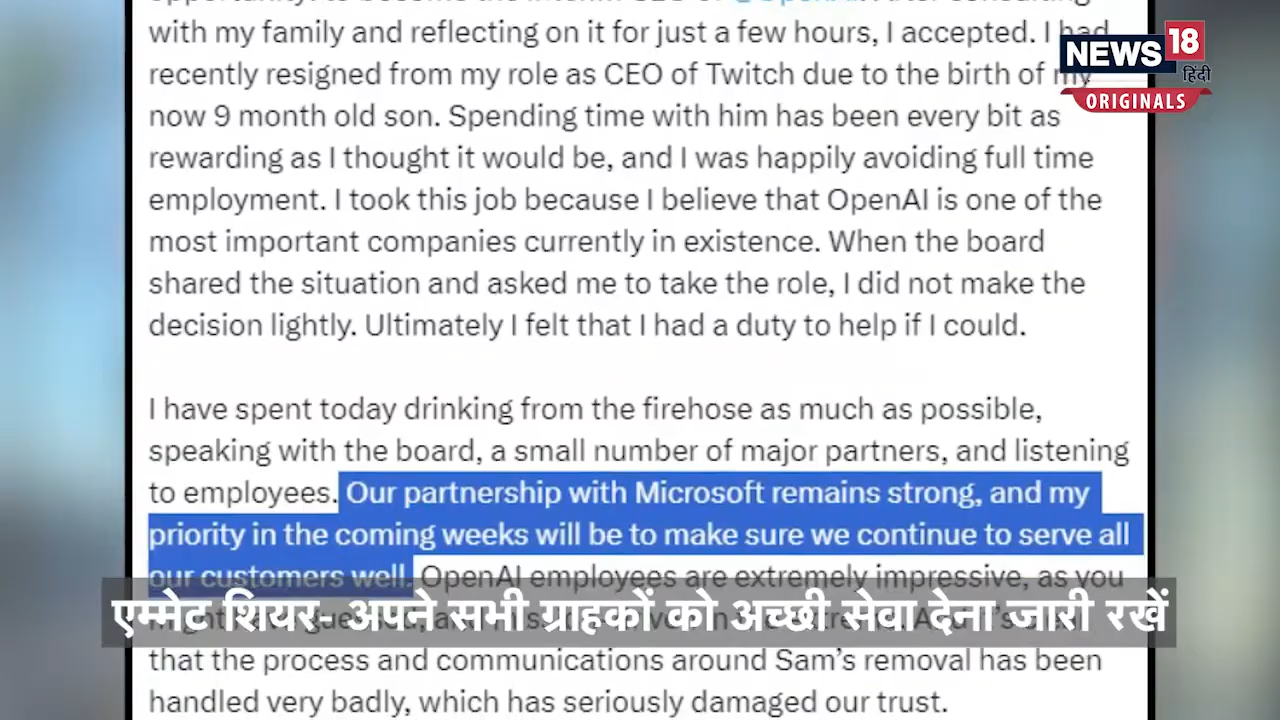 with my family and reflecting on it for just a few hours, I accepted. I had
recently resigned from my role as CEO of Twitch due to the birth of my
now 9 month old son. Spending time with him has been every bit as
rewarding as I thought it would be, and I was happily avoiding full time
employment. I took this job because I believe that OpenAI is one of the
most important companies currently in existence. When the board
shared the situation and asked me to take the role, I did not make the
decision lightly. Ultimately I felt that I had a duty to help if I could.
I have spent today drinking from the firehose as much as possible,
speaking with the board, a small number of major partners, and listening
to employees. Our partnership with Microsoft remains strong, and my
priority in the coming weeks will be to make sure we continue to serve all
our customers well. OpenAI employees are extremely impressive, as you
एम्मेट शियर- अपने सभी ग्राहकों को अच्छी सेवा देना जारी रखें
that the process and communications around Sam's removal has been
handled very badly, which has seriously damaged our trust.
NEWS 18
हिंदी
ORIGINALS